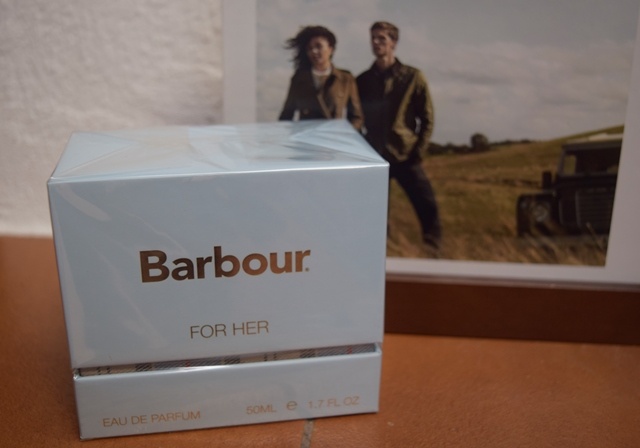 Barbour.
FOR HER
EAU DE PARFUM 50ML ℮ 1.7 FL OZ